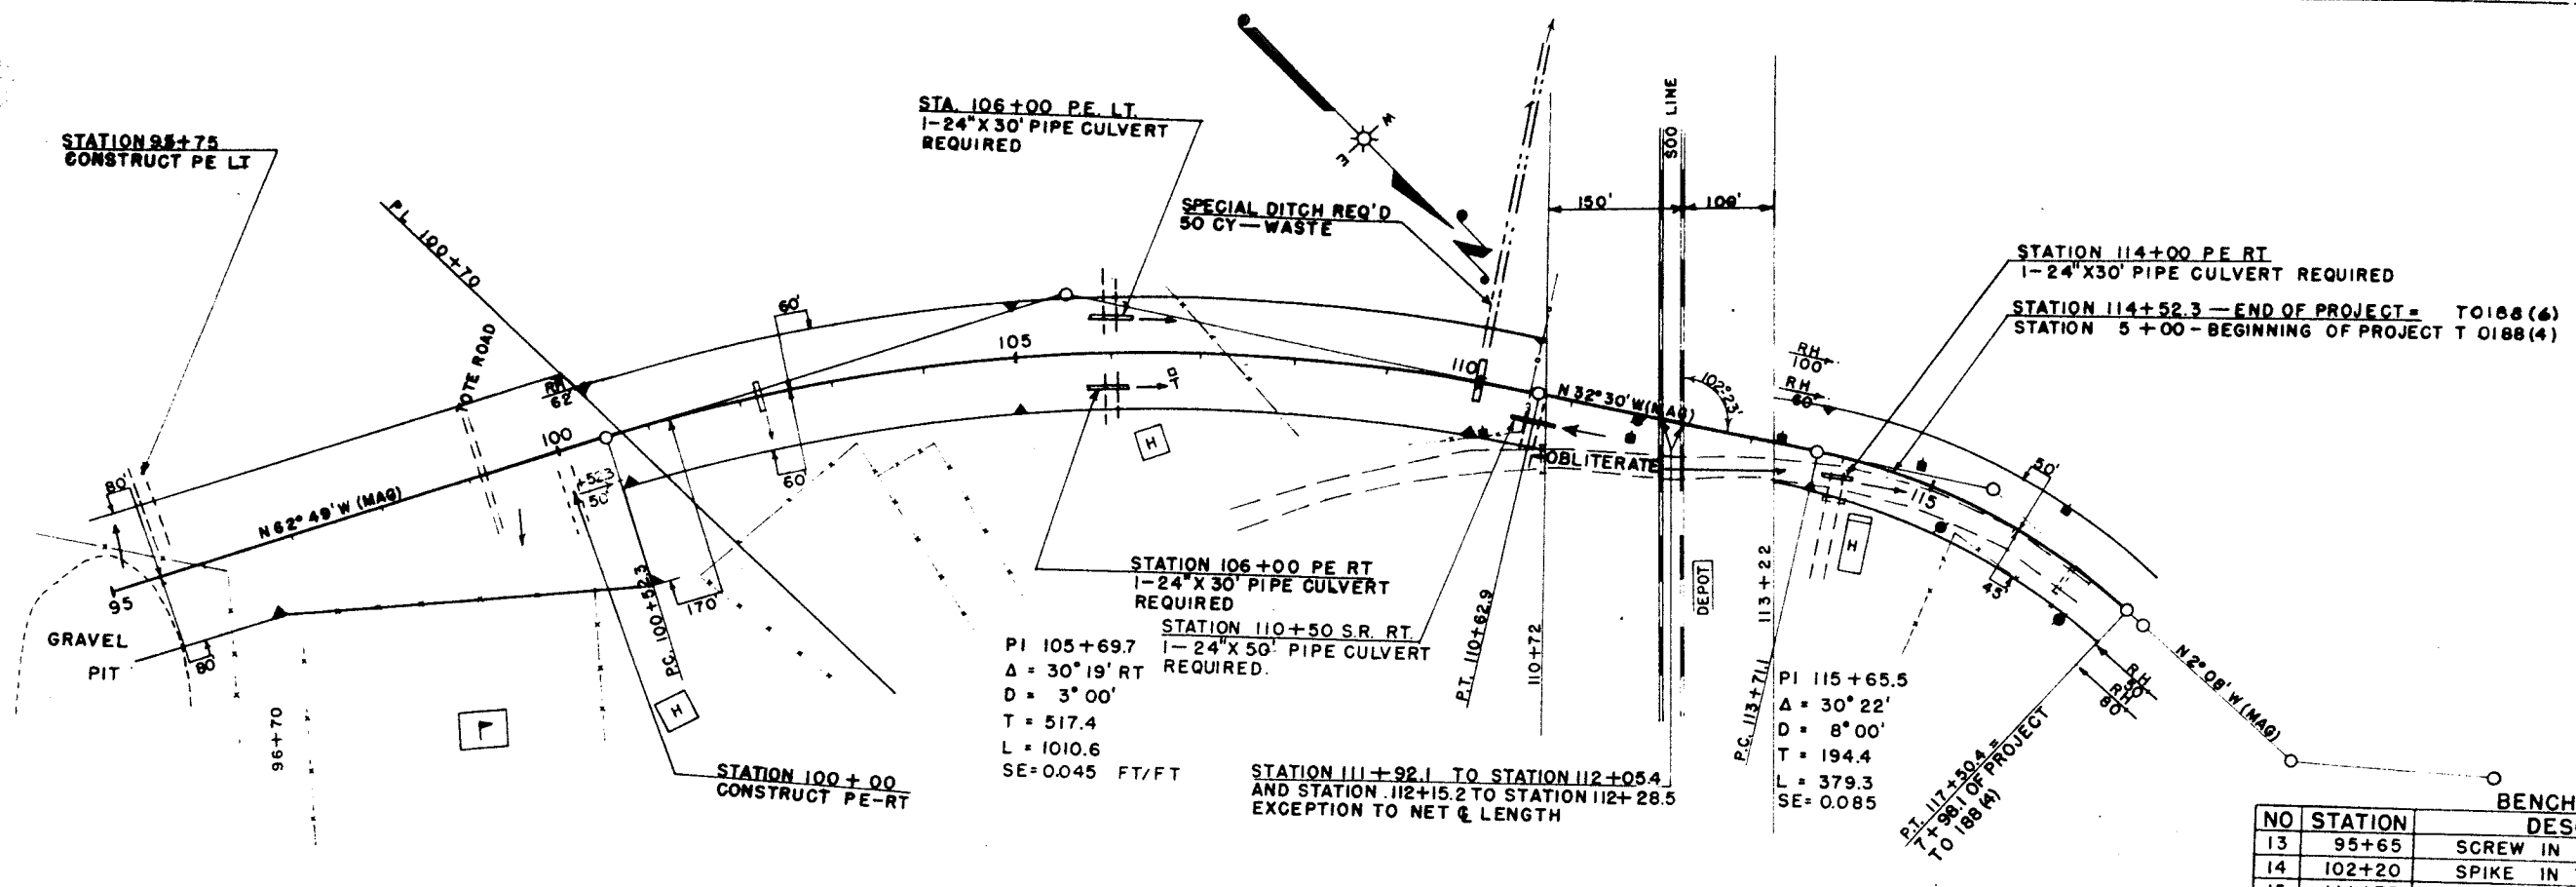 STATION 95+75
CONSTRUCT PE LT
STA. 106+00 P.E. LT.
1-24"X30' PIPE CULVERT
REQUIRED
SPECIAL DITCH REQ'D
50 CY—WASTE
W
E
SOO LINE
150'
100'
STATION 114+00 PE RT
1-24"X30' PIPE CULVERT REQUIRED
STATION 114+52.3 — END OF PROJECT = TO188(6)
STATION 5+00 - BEGINNING OF PROJECT T 0188(4)
P.L. 100+70
TOTE ROAD
RH
62
60'
105
110
N 32° 30' W (MAG)
102° 23'
RH
100'
RH
60'
50'
100
80'
N 62° 49' W (MAG)
+52.3
50'
60'
H
OBLITERATE
115
H
45'
95
GRAVEL
PIT
80'
170'
P.C. 100+52.3
H
96+70
STATION 100+00
CONSTRUCT PE-RT
STATION 106+00 PE RT
1-24"X 30' PIPE CULVERT
REQUIRED
STATION 110+50 S.R. RT.
1-24"X50' PIPE CULVERT
REQUIRED.
PI 105+69.7
Δ = 30° 19' RT
D = 3° 00'
T = 517.4
L = 1010.6
SE=0.045 FT/FT
P.T. 110+62.9
110+72
DEPOT
113+22
P.C. 113+71.1
PI 115+65.5
Δ = 30° 22'
D = 8° 00'
T = 194.4
L = 379.3
SE= 0.085
STATION 111+92.1 TO STATION 112+05.4
AND STATION 112+15.2 TO STATION 112+28.5
EXCEPTION TO NET ℄ LENGTH
P.T. 117+50.4 =
7+98.1 OF PROJECT
TO 188(4)
RH
50'
RH
80'
N 2° 08' W (MAG)
BENCH
NO STATION DES
13 95+65 SCREW IN
14 102+20 SPIKE IN